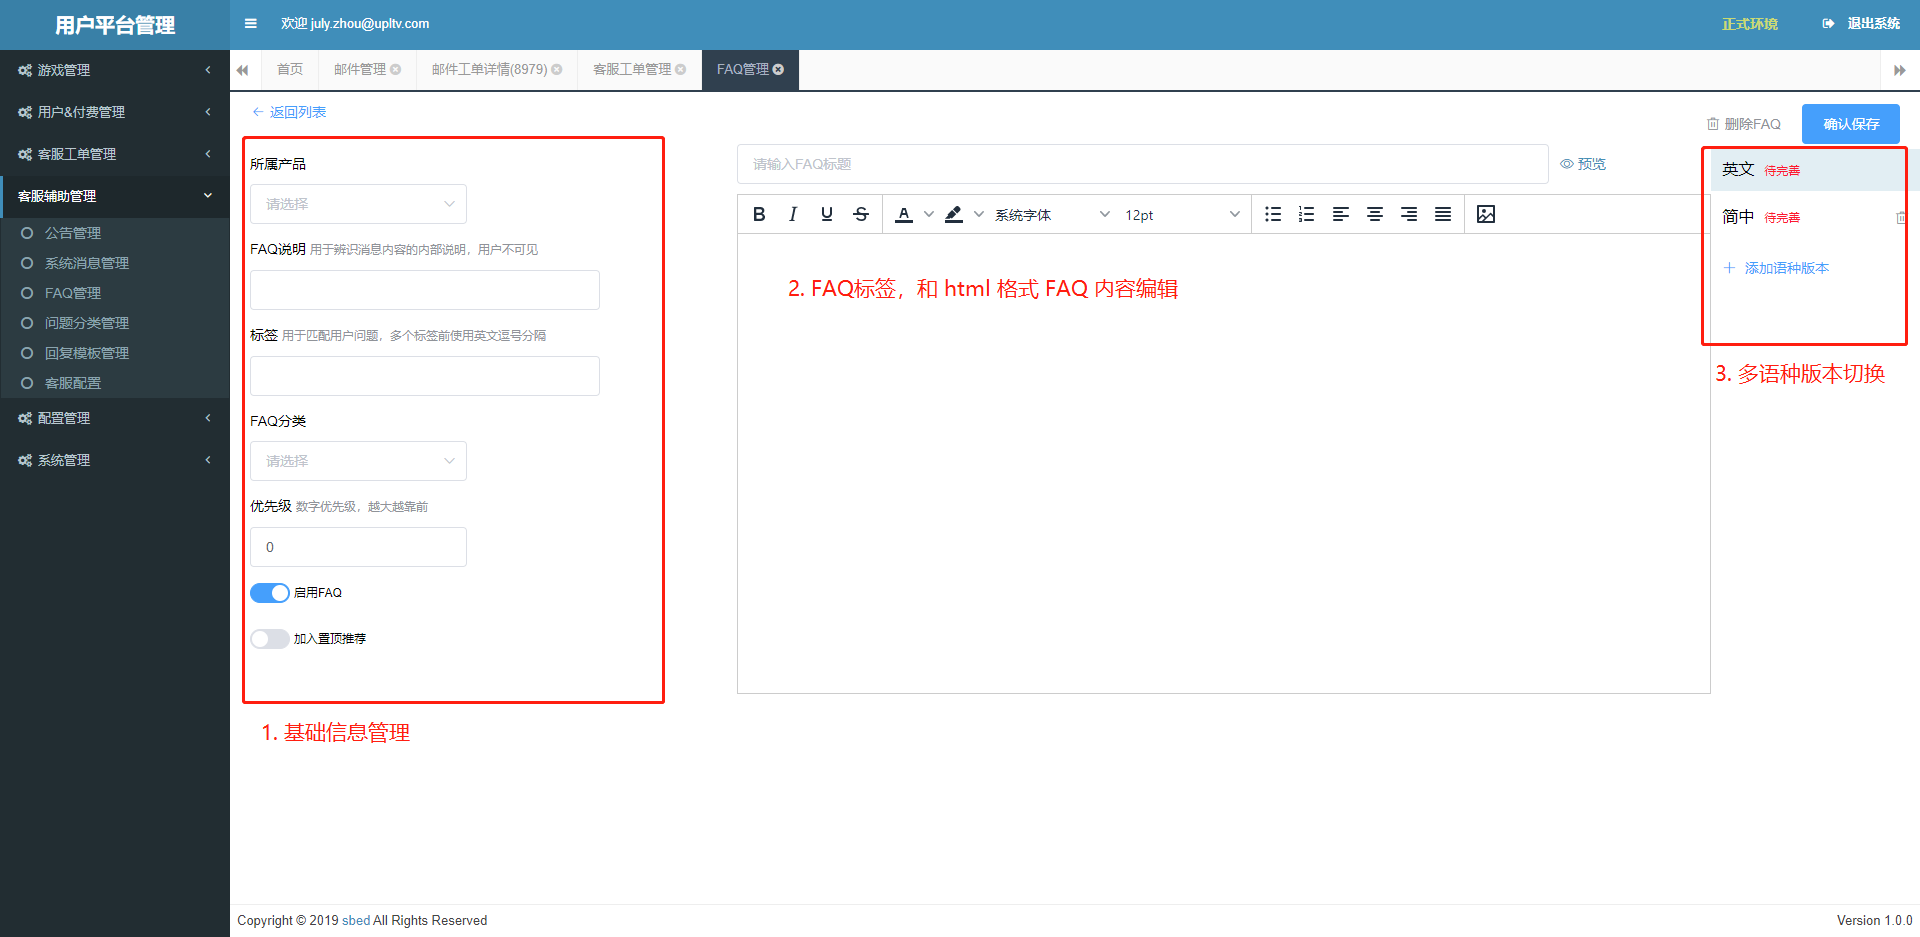 用户平台管理
欢迎 july.zhou@upltv.com
正式环境
退出系统
游戏管理
用户&付费管理
客服工单管理
客服辅助管理
公告管理
系统消息管理
FAQ管理
问题分类管理
回复模板管理
客服配置
配置管理
系统管理
首页
邮件管理
邮件工单详情(8979)
客服工单管理
FAQ管理
返回列表
删除FAQ
确认保存
所属产品
请选择
FAQ说明 用于辨识消息内容的内部说明，用户不可见
标签 用于匹配用户问题，多个标签前使用英文逗号分隔
FAQ分类
请选择
优先级 数字优先级，越大越靠前
0
启用FAQ
加入置顶推荐
1. 基础信息管理
请输入FAQ标题
预览
B I U S A 系统字体 12pt
2. FAQ标签，和 html 格式 FAQ 内容编辑
英文 待完善
简中 待完善
添加语种版本
3. 多语种版本切换
Copyright © 2019 sbed All Rights Reserved
Version 1.0.0